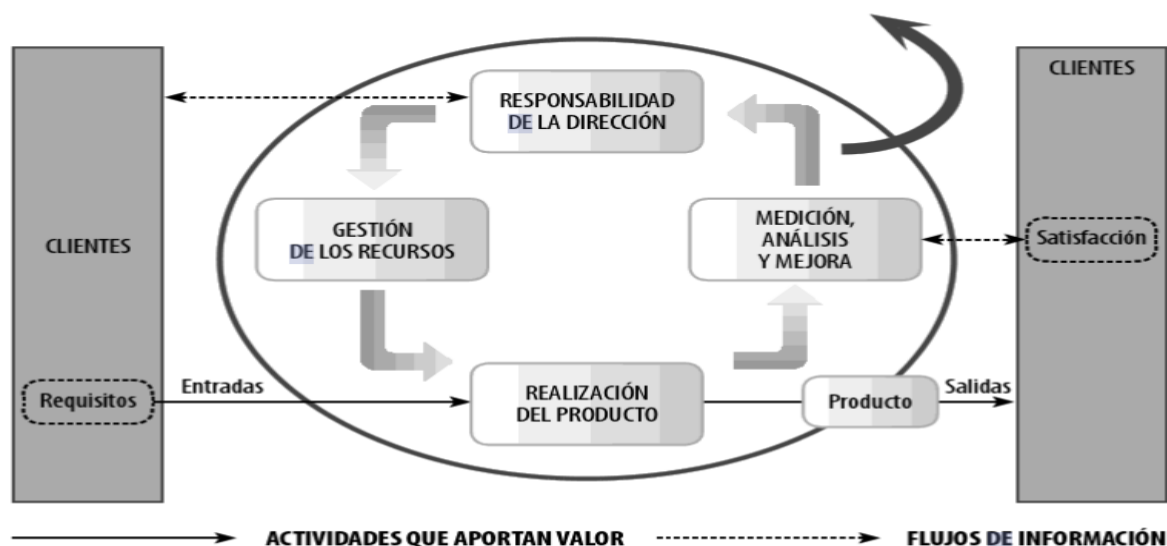 CLIENTES
RESPONSABILIDAD
DE LA DIRECCIÓN
CLIENTES
GESTIÓN
DE LOS RECURSOS
MEDICIÓN,
ANÁLISIS
Y MEJORA
Satisfacción
Requisitos
Entradas
REALIZACIÓN
DEL PRODUCTO
Producto
Salidas
ACTIVIDADES QUE APORTAN VALOR
FLUJOS DE INFORMACIÓN